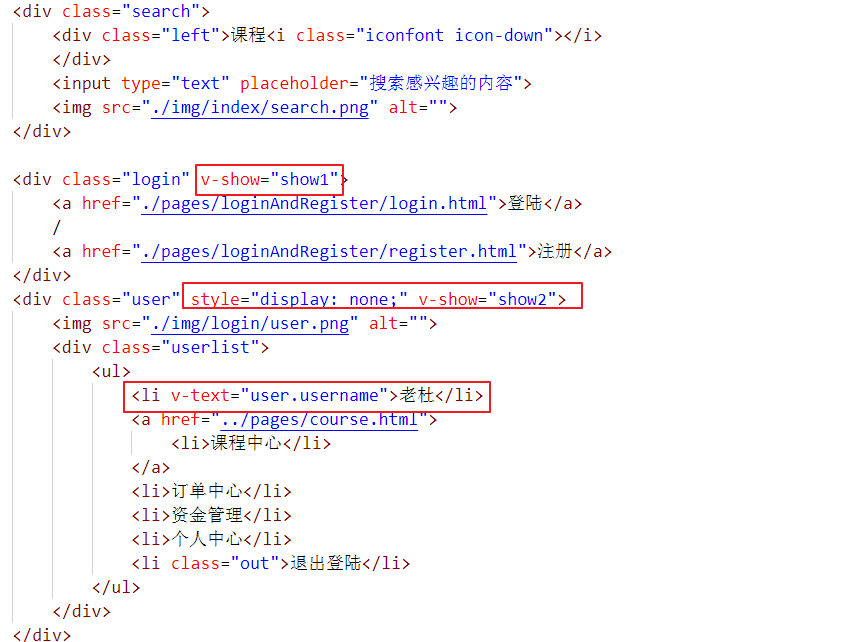 <div class="search">
<div class="left">课程<i class="iconfont icon-down"></i>
</div>
<input type="text" placeholder="搜索感兴趣的内容">
<img src="./img/index/search.png" alt="">
</div>
<div class="login" v-show="show1">
<a href="./pages/loginAndRegister/login.html">登陆</a>
/
<a href="./pages/loginAndRegister/register.html">注册</a>
</div>
<div class="user" style="display: none;" v-show="show2">
<img src="./img/login/user.png" alt="">
<div class="userlist">
<ul>
<li v-text="user.username">老杜</li>
<a href="../pages/course.html">
<li>课程中心</li>
</a>
<li>订单中心</li>
<li>资金管理</li>
<li>个人中心</li>
<li class="out">退出登陆</li>
</ul>
</div>
</div>